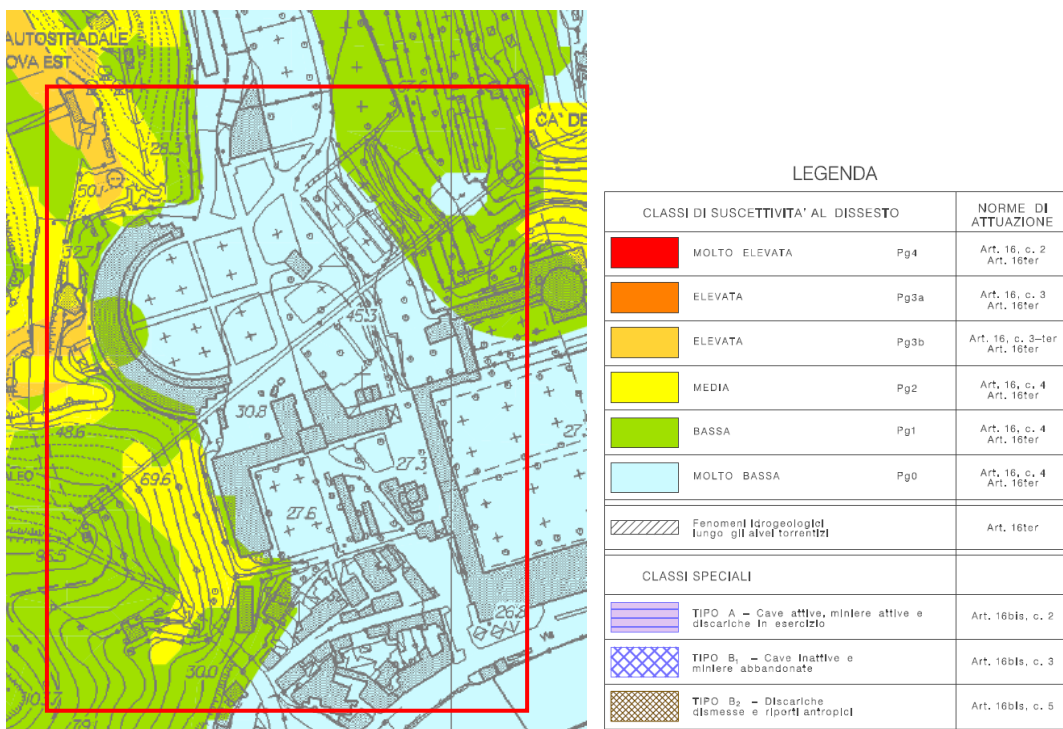 AUTOSTRADALE
OVA EST
67.6
CA' DE
28.3
50.1
32.7
45.3
30.8
48.6
27.3
69.6
27.6
26.8
30.0
LEGENDA
CLASSI DI SUSCETTIVITA' AL DISSESTO
NORME DI
ATTUAZIONE
MOLTO ELEVATA Pg4 Art. 16, c. 2
Art. 16ter
ELEVATA Pg3a Art. 16, c. 3
Art. 16ter
ELEVATA Pg3b Art. 16, c. 3-ter
Art. 16ter
MEDIA Pg2 Art. 16, c. 4
Art. 16ter
BASSA Pg1 Art. 16, c. 4
Art. 16ter
MOLTO BASSA Pg0 Art. 16, c. 4
Art. 16ter
Fenomeni idrogeologici
lungo gli alvei torrentizi
Art. 16ter
CLASSI SPECIALI
TIPO A - Cave attive, miniere attive e
discariche in esercizio
Art. 16bis, c. 2
TIPO B1 - Cave inattive e
miniere abbandonate
Art. 16bis, c. 3
TIPO B2 - Discariche
dismesse e riporti antropici
Art. 16bis, c. 5